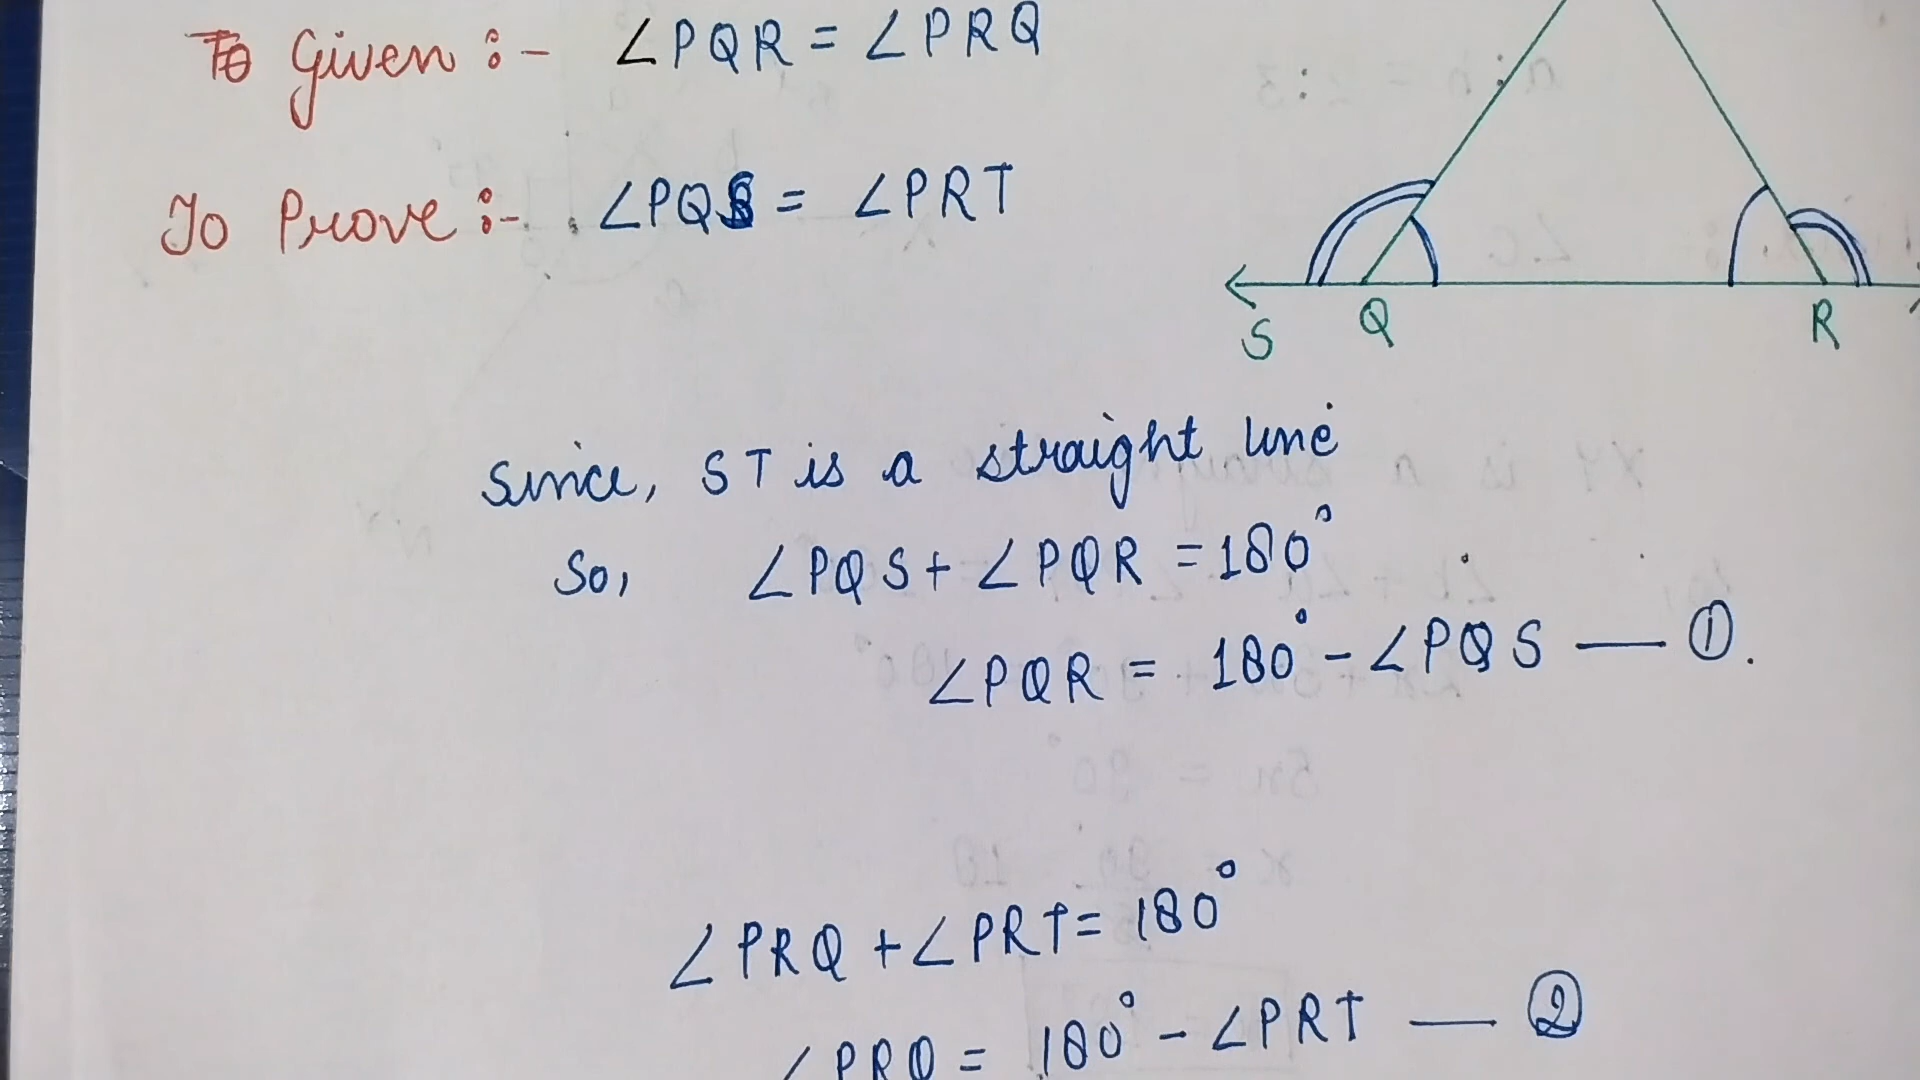 Given :- ∠PQR = ∠PRQ
To Prove :- ∠PQS = ∠PRT
S Q R
Since, ST is a straight line
So, ∠PQS + ∠PQR = 180°
∠PQR = 180° - ∠PQS — ①.
∠PRQ + ∠PRT = 180°
∠PRQ = 180° - ∠PRT — ②